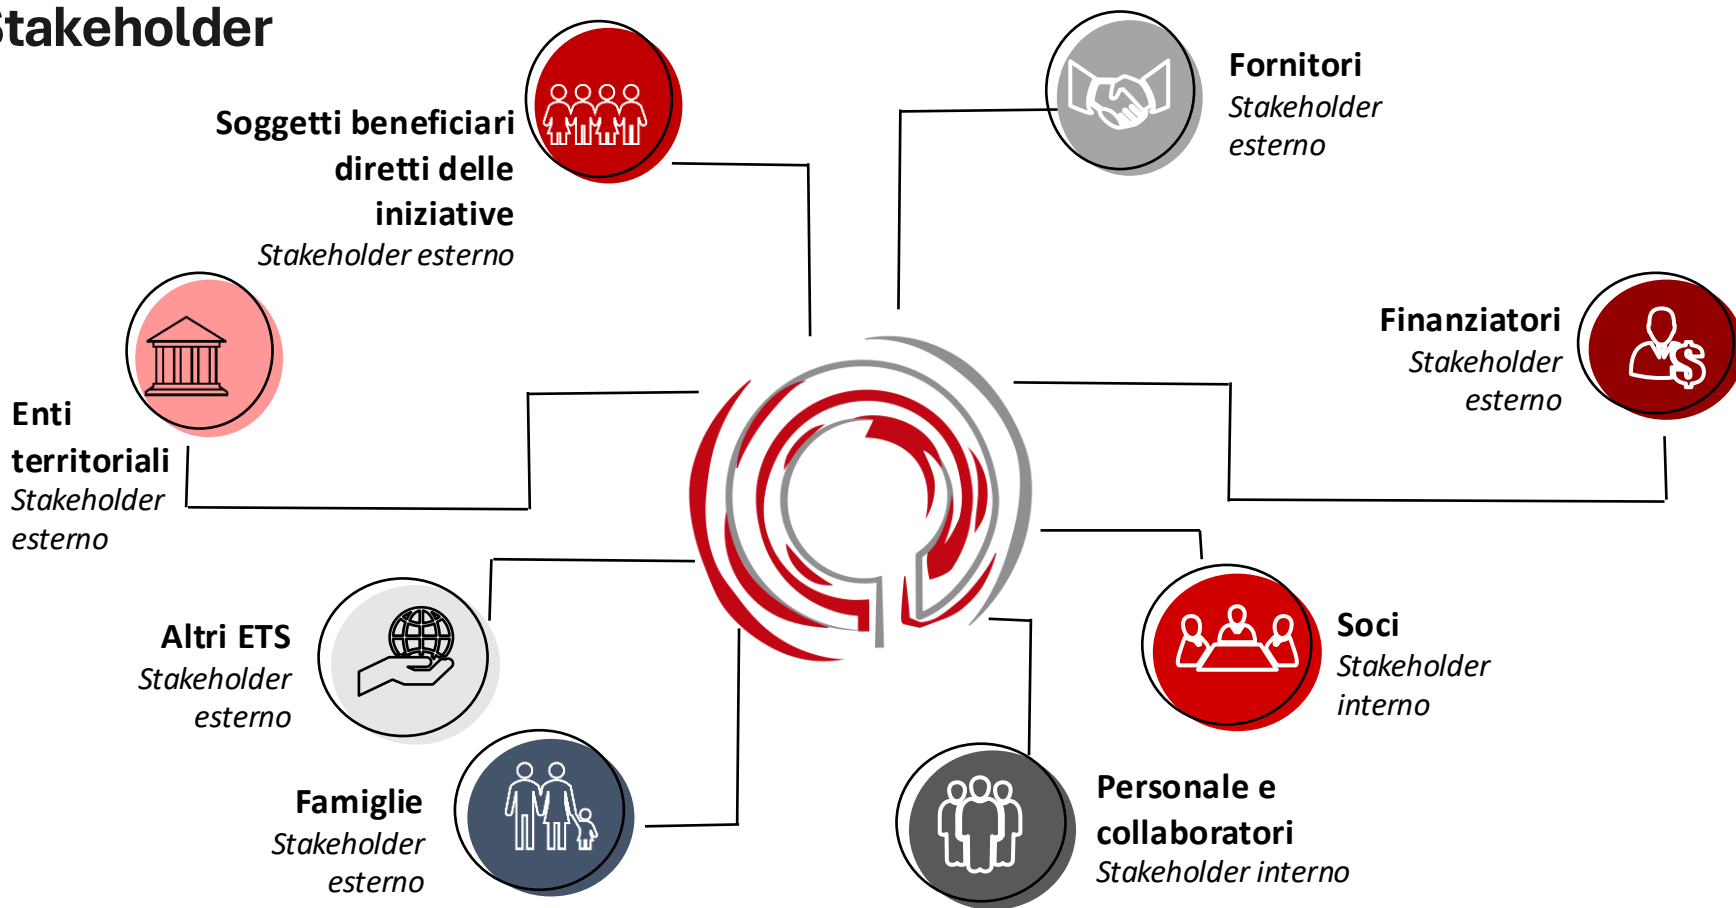 Stakeholder
Soggetti beneficiari
diretti delle
iniziative
Stakeholder esterno
Fornitori
Stakeholder
esterno
Finanziatori
Stakeholder
esterno
Enti
territoriali
Stakeholder
esterno
Altri ETS
Stakeholder
esterno
Soci
Stakeholder
interno
Famiglie
Stakeholder
esterno
Personale e
collaboratori
Stakeholder interno